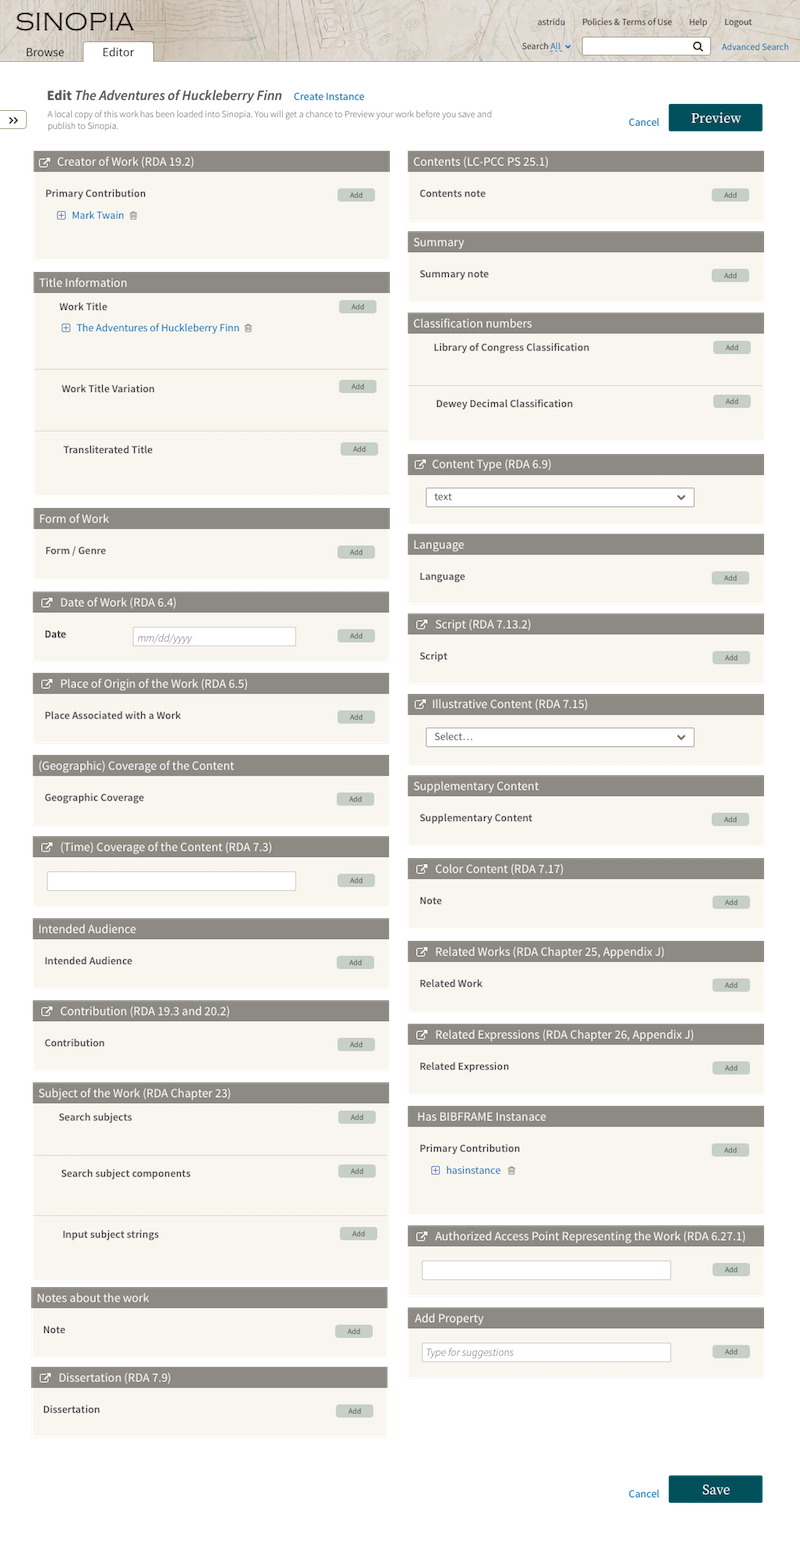 SINOPIA
astridu Policies & Terms of Use Help Logout
Browse Editor
Search All Advanced Search
Edit The Adventures of Huckleberry Finn Create Instance
A local copy of this work has been loaded into Sinopia. You will get a chance to Preview your work before you save and
publish to Sinopia.
Cancel Preview
Creator of Work (RDA 19.2)
Primary Contribution Add
Mark Twain
Title Information
Work Title Add
The Adventures of Huckleberry Finn
Work Title Variation Add
Transliterated Title Add
Form of Work
Form / Genre Add
Date of Work (RDA 6.4)
Date mm/dd/yyyy Add
Place of Origin of the Work (RDA 6.5)
Place Associated with a Work Add
(Geographic) Coverage of the Content
Geographic Coverage Add
(Time) Coverage of the Content (RDA 7.3)
Add
Intended Audience
Intended Audience Add
Contribution (RDA 19.3 and 20.2)
Contribution Add
Subject of the Work (RDA Chapter 23)
Search subjects Add
Search subject components Add
Input subject strings Add
Notes about the work
Note Add
Dissertation (RDA 7.9)
Dissertation Add
Contents (LC-PCC PS 25.1)
Contents note Add
Summary
Summary note Add
Classification numbers
Library of Congress Classification Add
Dewey Decimal Classification Add
Content Type (RDA 6.9)
text
Language
Language Add
Script (RDA 7.13.2)
Script Add
Illustrative Content (RDA 7.15)
Select...
Supplementary Content
Supplementary Content Add
Color Content (RDA 7.17)
Note Add
Related Works (RDA Chapter 25, Appendix J)
Related Work Add
Related Expressions (RDA Chapter 26, Appendix J)
Related Expression Add
Has BIBFRAME Instanace
Primary Contribution Add
hasinstance
Authorized Access Point Representing the Work (RDA 6.27.1)
Add
Add Property
Type for suggestions Add
Cancel Save